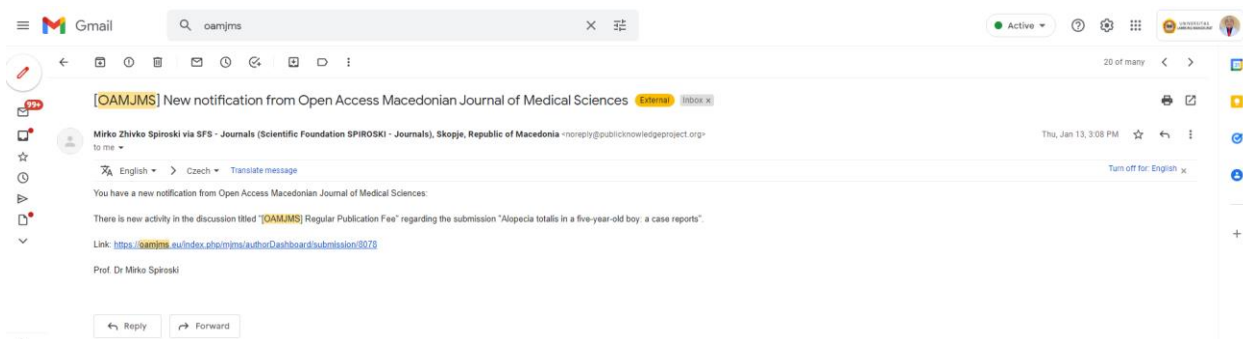 Gmail
oamjms
Active
20 of many
[OAMJMS] New notification from Open Access Macedonian Journal of Medical Sciences External Inbox x
99+
Mirko Zhivko Spiroski via SFS - Journals (Scientific Foundation SPIROSKI - Journals), Skopje, Republic of Macedonia <noreply@publicknowledgeproject.org> Thu, Jan 13, 3:08 PM
to me
English > Czech Translate message Turn off for: English x
You have a new notification from Open Access Macedonian Journal of Medical Sciences:
There is new activity in the discussion titled "[OAMJMS] Regular Publication Fee" regarding the submission "Alopecia totalis in a five-year-old boy: a case reports".
Link: https://oamjms.eu/index.php/mjms/authorDashboard/submission/8078
Prof. Dr Mirko Spiroski
Reply Forward